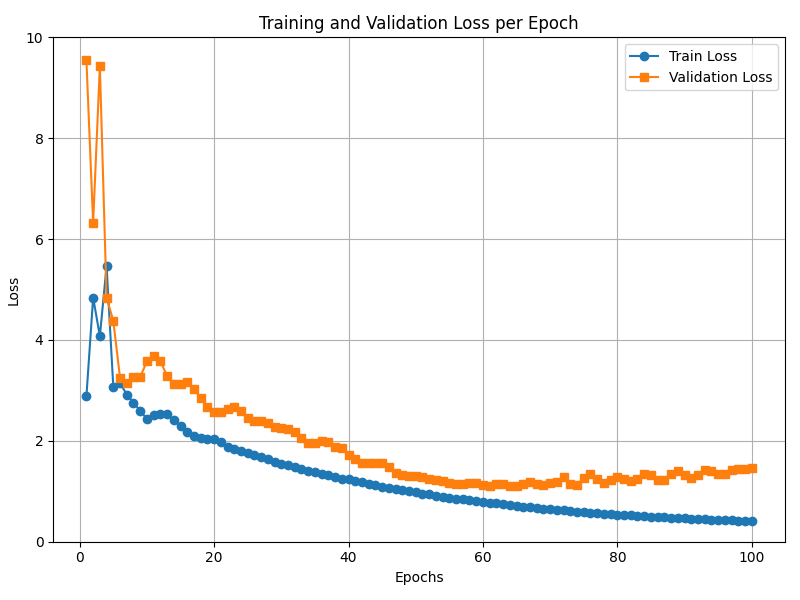 Training and Validation Loss per Epoch
Train Loss
Validation Loss
10
8
6
4
2
0
Loss
0 20 40 60 80 100
Epochs